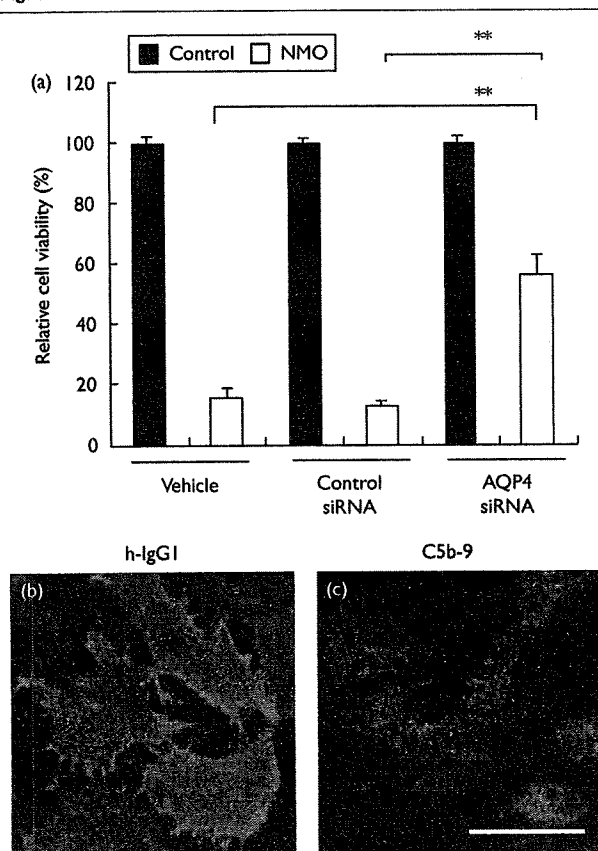 Control NMO
(a)
**
**
120
100
80
60
40
20
0
Relative cell viability (%)
Vehicle
Control
siRNA
AQP4
siRNA
h-IgG1
C5b-9
(b)
(c)